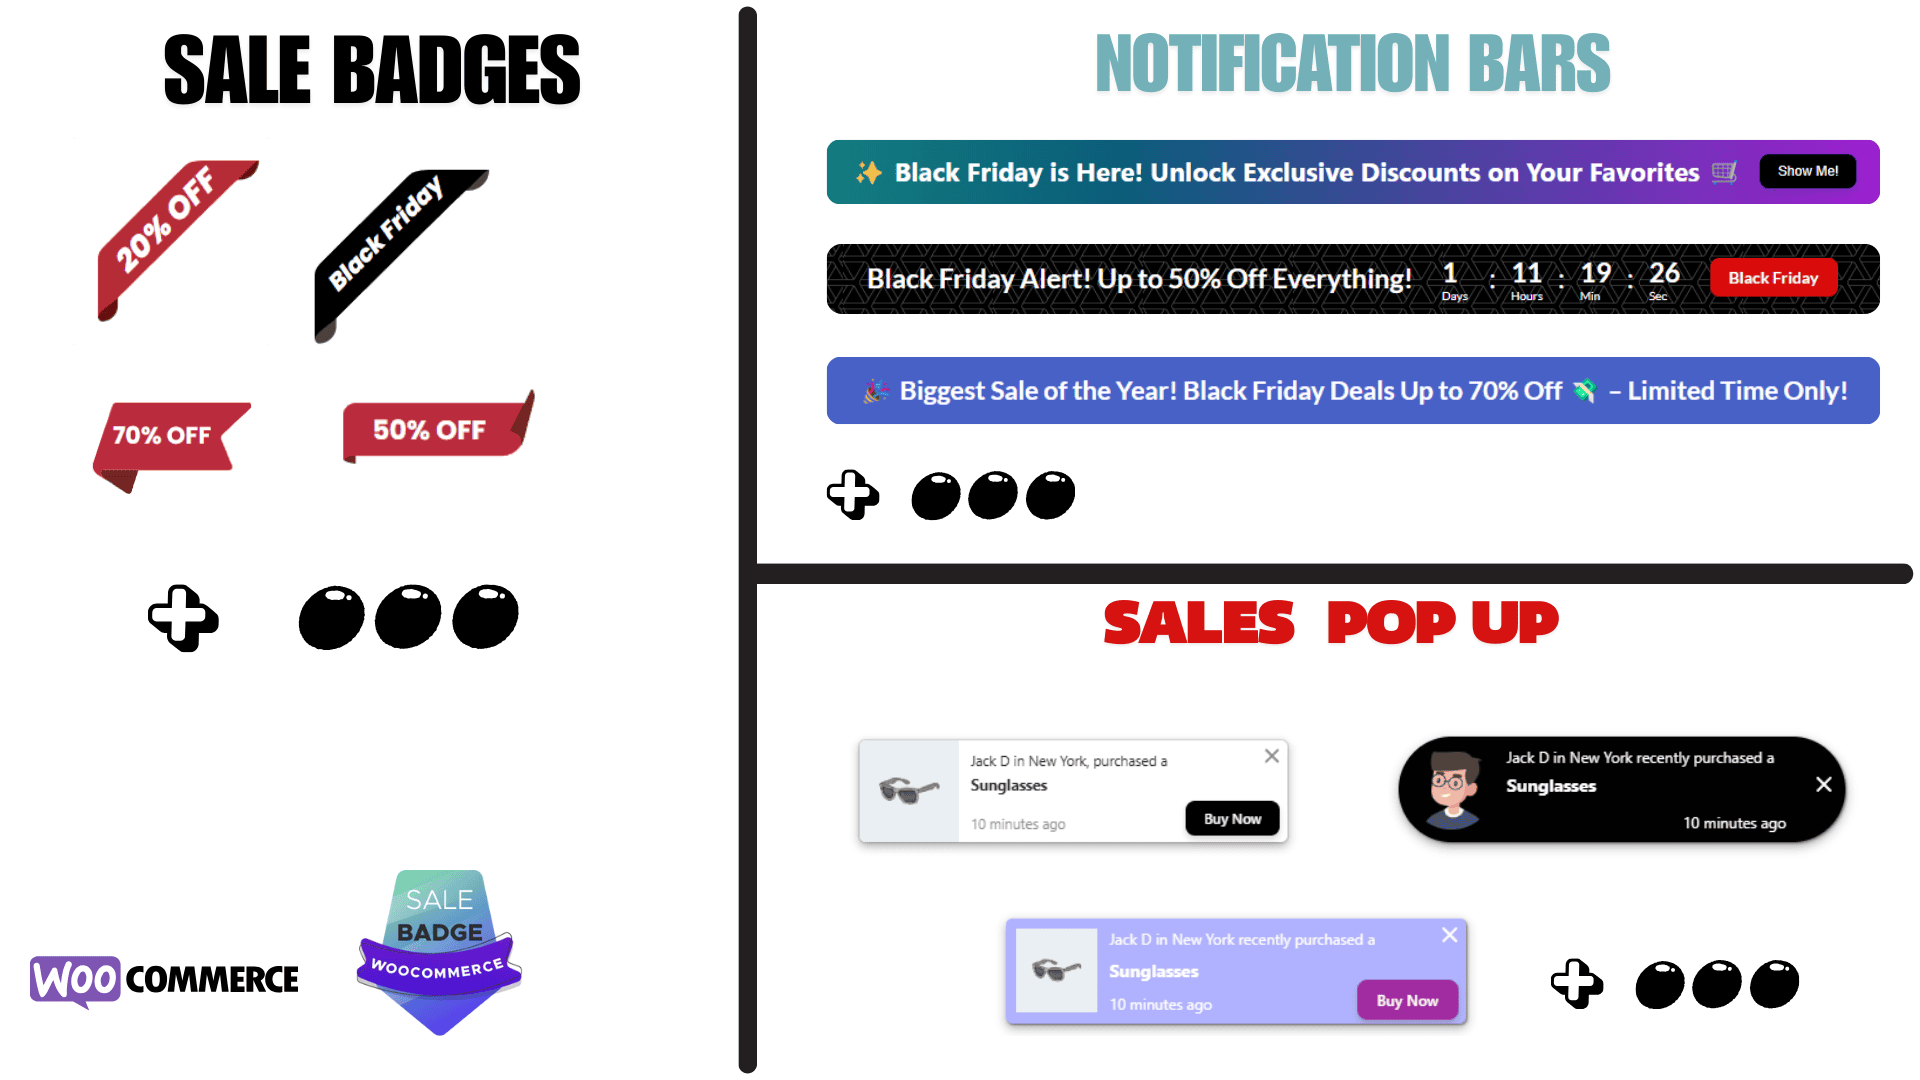 SALE BADGES
20% OFF
Black Friday
70% OFF
50% OFF
WOO COMMERCE
SALE
BADGE
WOOCOMMERCE
NOTIFICATION BARS
✨ Black Friday is Here! Unlock Exclusive Discounts on Your Favorites 🛒 Show Me!
Black Friday Alert! Up to 50% Off Everything! 1 : 11 : 19 : 26 Black Friday
Days Hours Min Sec
🎉 Biggest Sale of the Year! Black Friday Deals Up to 70% Off 💸 – Limited Time Only!
SALES POP UP
Jack D in New York, purchased a
Sunglasses
10 minutes ago
Buy Now
Jack D in New York recently purchased a
Sunglasses
10 minutes ago
Jack D in New York recently purchased a
Sunglasses
10 minutes ago
Buy Now